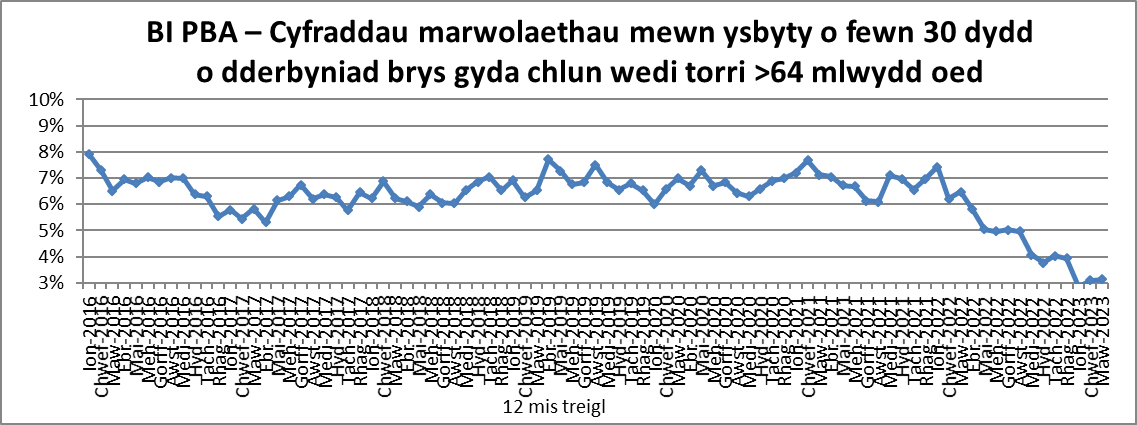 BI PBA – Cyfraddau marwolaethau mewn ysbyty o fewn 30 dydd
o dderbyniad brys gyda chlun wedi torri >64 mlwydd oed
10%
9%
8%
7%
6%
5%
4%
3%
Ion-2016
Chwef-2016
Maw-2016
Ebr-2016
Mai-2016
Meh-2016
Gorff-2016
Awst-2016
Medj-2016
Hyd-2016
Tach-2016
Rhag-2016
Ion-2017
Chwef-2017
Maw-2017
Ebr-2017
Mai-2017
Meh-2017
Gorff-2017
Awst-2017
Medj-2017
Hyd-2017
Tach-2017
Rhag-2017
Ion-2018
Chwef-2018
Maw-2018
Ebr-2018
Mai-2018
Meh-2018
Gorff-2018
Awst-2018
Medj-2018
Hyd-2018
Tach-2018
Rhag-2018
Ion-2019
Chwef-2019
Maw-2019
Ebr-2019
Mai-2019
Meh-2019
Gorff-2019
Awst-2019
Medj-2019
Hyd-2019
Tach-2019
Rhag-2019
Ion-2020
Chwef-2020
Maw-2020
Ebr-2020
Mai-2020
Meh-2020
Gorff-2020
Awst-2020
Medj-2020
Hyd-2020
Tach-2020
Rhag-2020
Ion-2021
Chwef-2021
Maw-2021
Ebr-2021
Mai-2021
Meh-2021
Gorff-2021
Awst-2021
Medj-2021
Hyd-2021
Tach-2021
Rhag-2021
Ion-2022
Chwef-2022
Maw-2022
Ebr-2022
Mai-2022
Meh-2022
Gorff-2022
Awst-2022
Medj-2022
Hyd-2022
Tach-2022
Rhag-2022
Ion-2023
Chwef-2023
Maw-2023
12 mis treigl